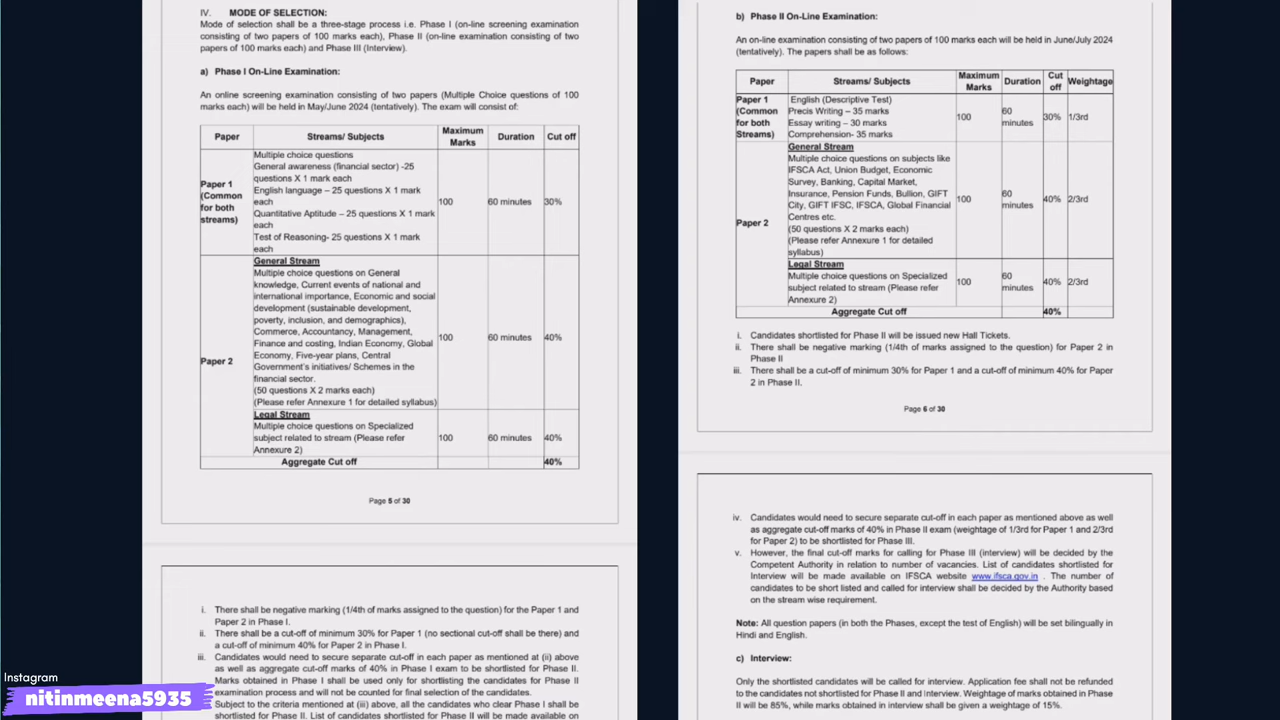 IV. MODE OF SELECTION:
Mode of selection shall be a three-stage process i.e. Phase I (on-line screening examination
consisting of two papers of 100 marks each), Phase II (on-line examination consisting of two
papers of 100 marks each) and Phase III (Interview).
a) Phase I On-Line Examination:
An online screening examination consisting of two papers (Multiple Choice questions of 100
marks each) will be held in May/June 2024 (tentatively). The exam will consist of:
Paper Streams/ Subjects Maximum Marks Duration Cut off
Paper 1
(Common
for both
streams)
Multiple choice questions
General awareness (financial sector) -25
questions X 1 mark each
English language – 25 questions X 1 mark
each
Quantitative Aptitude – 25 questions X 1 mark
each
Test of Reasoning- 25 questions X 1 mark
each
100 60 minutes 30%
Paper 2
General Stream
Multiple choice questions on General
knowledge, Current events of national and
international importance, Economic and social
development (sustainable development,
poverty, inclusion, and demographics),
Commerce, Accountancy, Management,
Finance and costing, Indian Economy, Global
Economy, Five-year plans, Central
Government's initiatives/ Schemes in the
financial sector.
(50 questions X 2 marks each)
(Please refer Annexure 1 for detailed syllabus)
100 60 minutes 40%
Legal Stream
Multiple choice questions on Specialized
subject related to stream (Please refer
Annexure 2)
100 60 minutes 40%
Aggregate Cut off 40%
Page 5 of 30
i. There shall be negative marking (1/4th of marks assigned to the question) for the Paper 1 and
Paper 2 in Phase I.
ii. There shall be a cut-off of minimum 30% for Paper 1 (no sectional cut-off shall be there) and
a cut-off of minimum 40% for Paper 2 in Phase I.
iii. Candidates would need to secure separate cut-off in each paper as mentioned at (ii) above
as well as aggregate cut-off marks of 40% in Phase I exam to be shortlisted for Phase II.
Marks obtained in Phase I shall be used only for shortlisting the candidates for Phase II
examination process and will not be counted for final selection of the candidates.
Subject to the criteria mentioned at (iii) above, all the candidates who clear Phase I shall be
shortlisted for Phase II. List of candidates shortlisted for Phase II will be made available on
b) Phase II On-Line Examination:
An on-line examination consisting of two papers of 100 marks each will be held in June/July 2024
(tentatively). The papers shall be as follows:
Paper Streams/ Subjects Maximum Marks Duration Cut off Weightage
Paper 1
(Common
for both
Streams)
English (Descriptive Test)
Precis Writing – 35 marks
Essay writing – 30 marks
Comprehension- 35 marks
100 60 minutes 30% 1/3rd
Paper 2
General Stream
Multiple choice questions on subjects like
IFSCA Act, Union Budget, Economic
Survey, Banking, Capital Market,
Insurance, Pension Funds, Bullion, GIFT
City, GIFT IFSC, IFSCA, Global Financial
Centres etc.
(50 questions X 2 marks each)
(Please refer Annexure 1 for detailed
syllabus)
100 60 minutes 40% 2/3rd
Legal Stream
Multiple choice questions on Specialized
subject related to stream (Please refer
Annexure 2)
100 60 minutes 40% 2/3rd
Aggregate Cut off 40%
i. Candidates shortlisted for Phase II will be issued new Hall Tickets.
ii. There shall be negative marking (1/4th of marks assigned to the question) for Paper 2 in
Phase II
iii. There shall be a cut-off of minimum 30% for Paper 1 and a cut-off of minimum 40% for Paper
2 in Phase II.
Page 6 of 30
iv. Candidates would need to secure separate cut-off in each paper as mentioned above as well
as aggregate cut-off marks of 40% in Phase II exam (weightage of 1/3rd for Paper 1 and 2/3rd
for Paper 2) to be shortlisted for Phase III.
v. However, the final cut-off marks for calling for Phase III (interview) will be decided by the
Competent Authority in relation to number of vacancies. List of candidates shortlisted for
Interview will be made available on IFSCA website www.ifsca.gov.in . The number of
candidates to be short listed and called for interview shall be decided by the Authority based
on the stream wise requirement.
Note: All question papers (in both the Phases, except the test of English) will be set bilingually in
Hindi and English.
c) Interview:
Only the shortlisted candidates will be called for interview. Application fee shall not be refunded
to the candidates not shortlisted for Phase II and Interview. Weightage of marks obtained in Phase
II will be 85%, while marks obtained in interview shall be given a weightage of 15%.
Instagram
nitinmeena5935